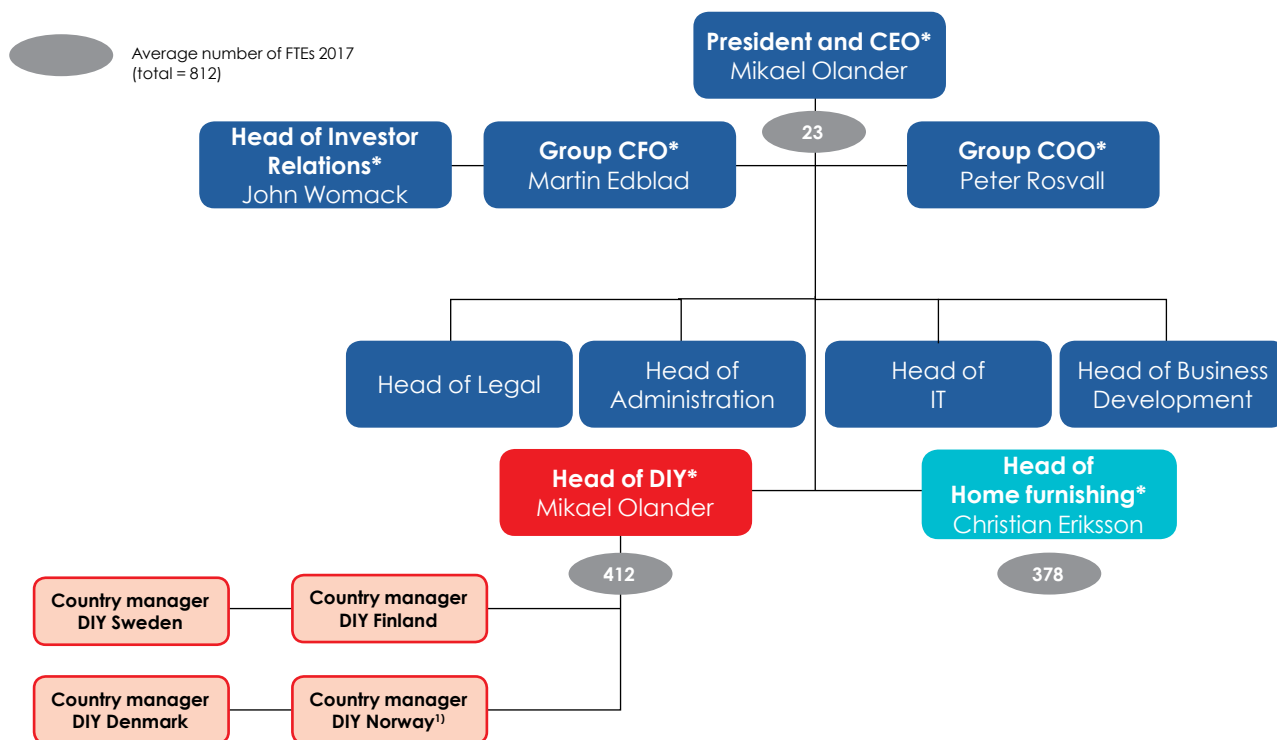 Average number of FTEs 2017
(total = 812)
President and CEO*
Mikael Olander
23
Head of Investor
Relations*
John Womack
Group CFO*
Martin Edblad
Group COO*
Peter Rosvall
Head of Legal
Head of
Administration
Head of
IT
Head of Business
Development
Head of DIY*
Mikael Olander
Head of
Home furnishing*
Christian Eriksson
412
378
Country manager
DIY Sweden
Country manager
DIY Finland
Country manager
DIY Denmark
Country manager
DIY Norway¹⁾